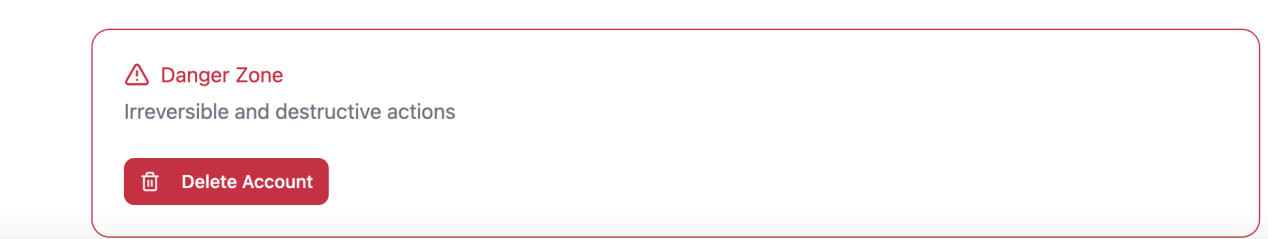 Danger Zone
Irreversible and destructive actions
Delete Account